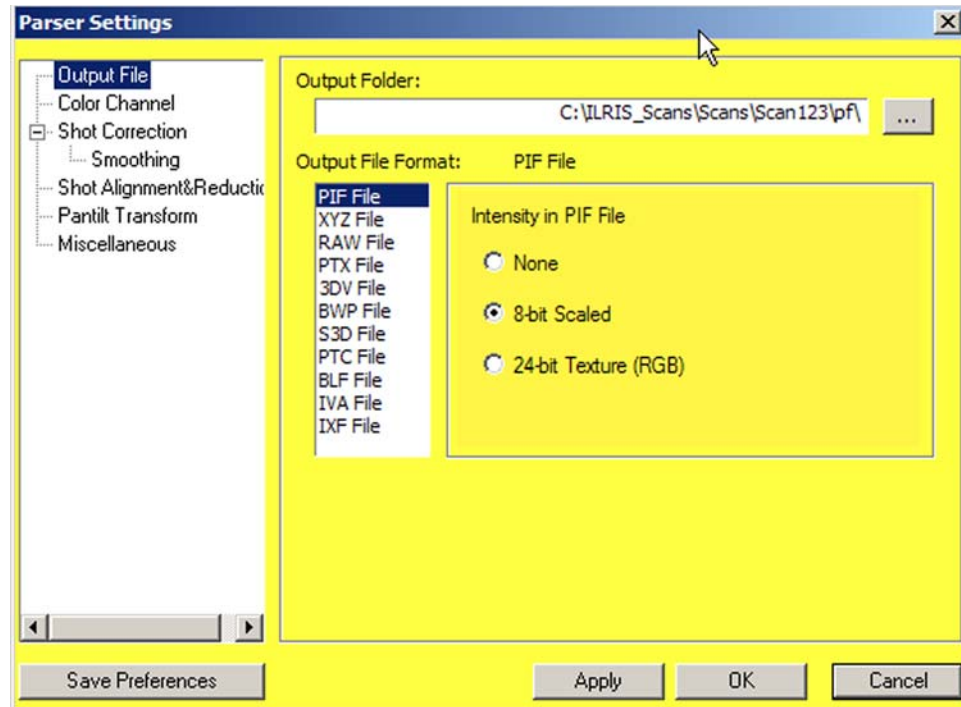 Parser Settings
Output File
Color Channel
Shot Correction
Smoothing
Shot Alignment&Reductic
Pantilt Transform
Miscellaneous
Output Folder:
C:\ILRIS_Scans\Scans\Scan123\pf\
...
Output File Format: PIF File
PIF File
XYZ File
RAW File
PTX File
3DV File
BWP File
S3D File
PTC File
BLF File
IVA File
IXF File
Intensity in PIF File
None
8-bit Scaled
24-bit Texture (RGB)
Save Preferences
Apply
OK
Cancel